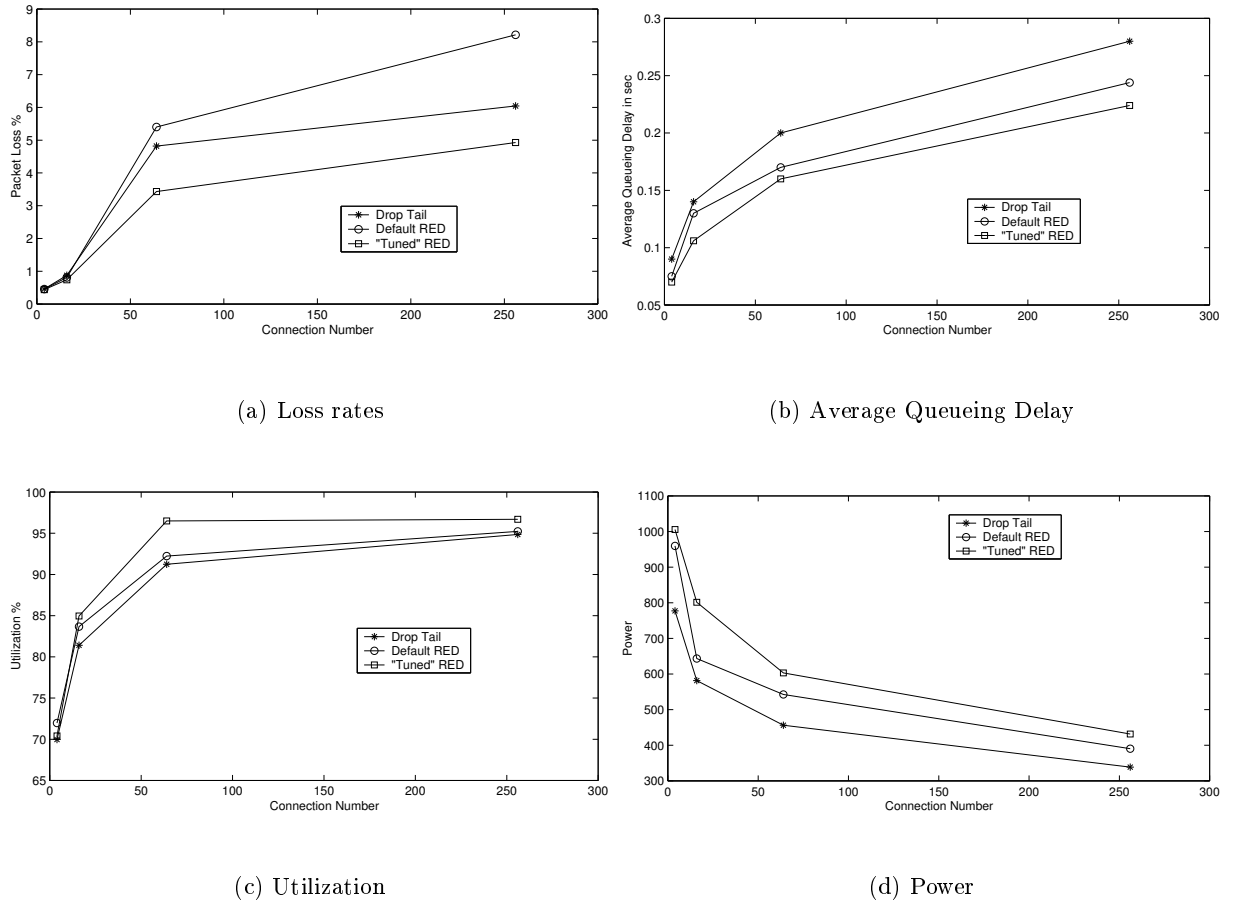 9
8
7
6
5
4
3
2
1
0
Packet Loss %
Drop Tail
Default RED
"Tuned" RED
0 50 100 150 200 250 300
Connection Number
(a) Loss rates
0.3
0.25
0.2
0.15
0.1
0.05
Average Queueing Delay in sec
Drop Tail
Default RED
"Tuned" RED
0 50 100 150 200 250 300
Connection Number
(b) Average Queueing Delay
100
95
90
85
80
75
70
65
Utilization %
Drop Tail
Default RED
"Tuned" RED
0 50 100 150 200 250 300
Connection Number
(c) Utilization
1100
1000
900
800
700
600
500
400
300
Power
Drop Tail
Default RED
"Tuned" RED
0 50 100 150 200 250 300
Connection Number
(d) Power